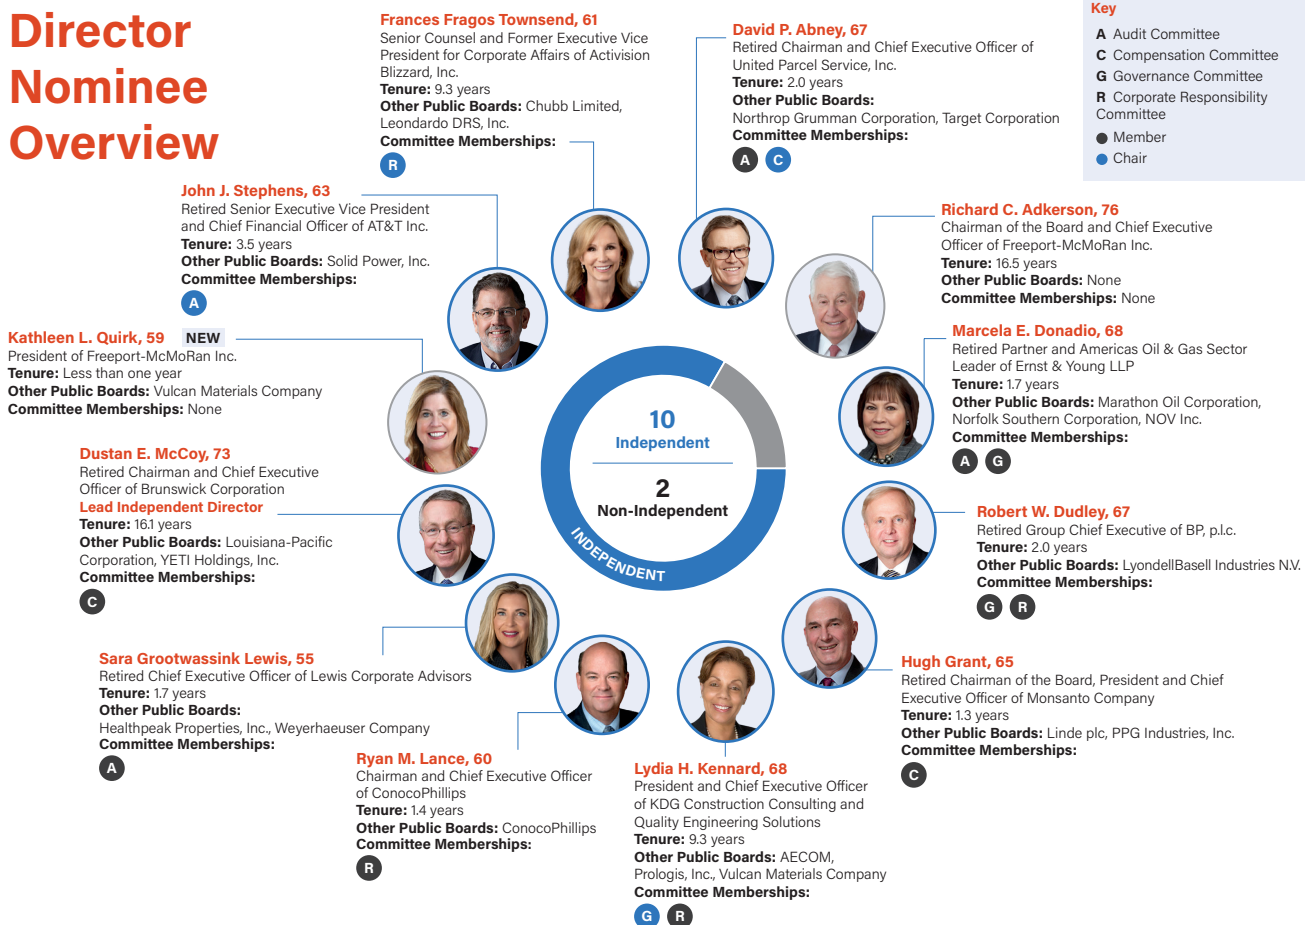 Director
Nominee
Overview
Frances Fragos Townsend, 61
Senior Counsel and Former Executive Vice
President for Corporate Affairs of Activision
Blizzard, Inc.
Tenure: 9.3 years
Other Public Boards: Chubb Limited,
Leondardo DRS, Inc.
Committee Memberships:
R
David P. Abney, 67
Retired Chairman and Chief Executive Officer of
United Parcel Service, Inc.
Tenure: 2.0 years
Other Public Boards:
Northrop Grumman Corporation, Target Corporation
Committee Memberships:
A C
Key
A Audit Committee
C Compensation Committee
G Governance Committee
R Corporate Responsibility
Committee
Member
Chair
John J. Stephens, 63
Retired Senior Executive Vice President
and Chief Financial Officer of AT&T Inc.
Tenure: 3.5 years
Other Public Boards: Solid Power, Inc.
Committee Memberships:
A
Richard C. Adkerson, 76
Chairman of the Board and Chief Executive
Officer of Freeport-McMoRan Inc.
Tenure: 16.5 years
Other Public Boards: None
Committee Memberships: None
Kathleen L. Quirk, 59 NEW
President of Freeport-McMoRan Inc.
Tenure: Less than one year
Other Public Boards: Vulcan Materials Company
Committee Memberships: None
Marcela E. Donadio, 68
Retired Partner and Americas Oil & Gas Sector
Leader of Ernst & Young LLP
Tenure: 1.7 years
Other Public Boards: Marathon Oil Corporation,
Norfolk Southern Corporation, NOV Inc.
Committee Memberships:
A G
10
Independent
2
Non-Independent
INDEPENDENT
Dustan E. McCoy, 73
Retired Chairman and Chief Executive
Officer of Brunswick Corporation
Lead Independent Director
Tenure: 16.1 years
Other Public Boards: Louisiana-Pacific
Corporation, YETI Holdings, Inc.
Committee Memberships:
C
Robert W. Dudley, 67
Retired Group Chief Executive of BP, p.l.c.
Tenure: 2.0 years
Other Public Boards: LyondellBasell Industries N.V.
Committee Memberships:
G R
Sara Grootwassink Lewis, 55
Retired Chief Executive Officer of Lewis Corporate Advisors
Tenure: 1.7 years
Other Public Boards:
Healthpeak Properties, Inc., Weyerhaeuser Company
Committee Memberships:
A
Hugh Grant, 65
Retired Chairman of the Board, President and Chief
Executive Officer of Monsanto Company
Tenure: 1.3 years
Other Public Boards: Linde plc, PPG Industries, Inc.
Committee Memberships:
C
Ryan M. Lance, 60
Chairman and Chief Executive Officer
of ConocoPhillips
Tenure: 1.4 years
Other Public Boards: ConocoPhillips
Committee Memberships:
R
Lydia H. Kennard, 68
President and Chief Executive Officer
of KDG Construction Consulting and
Quality Engineering Solutions
Tenure: 9.3 years
Other Public Boards: AECOM,
Prologis, Inc., Vulcan Materials Company
Committee Memberships:
G R